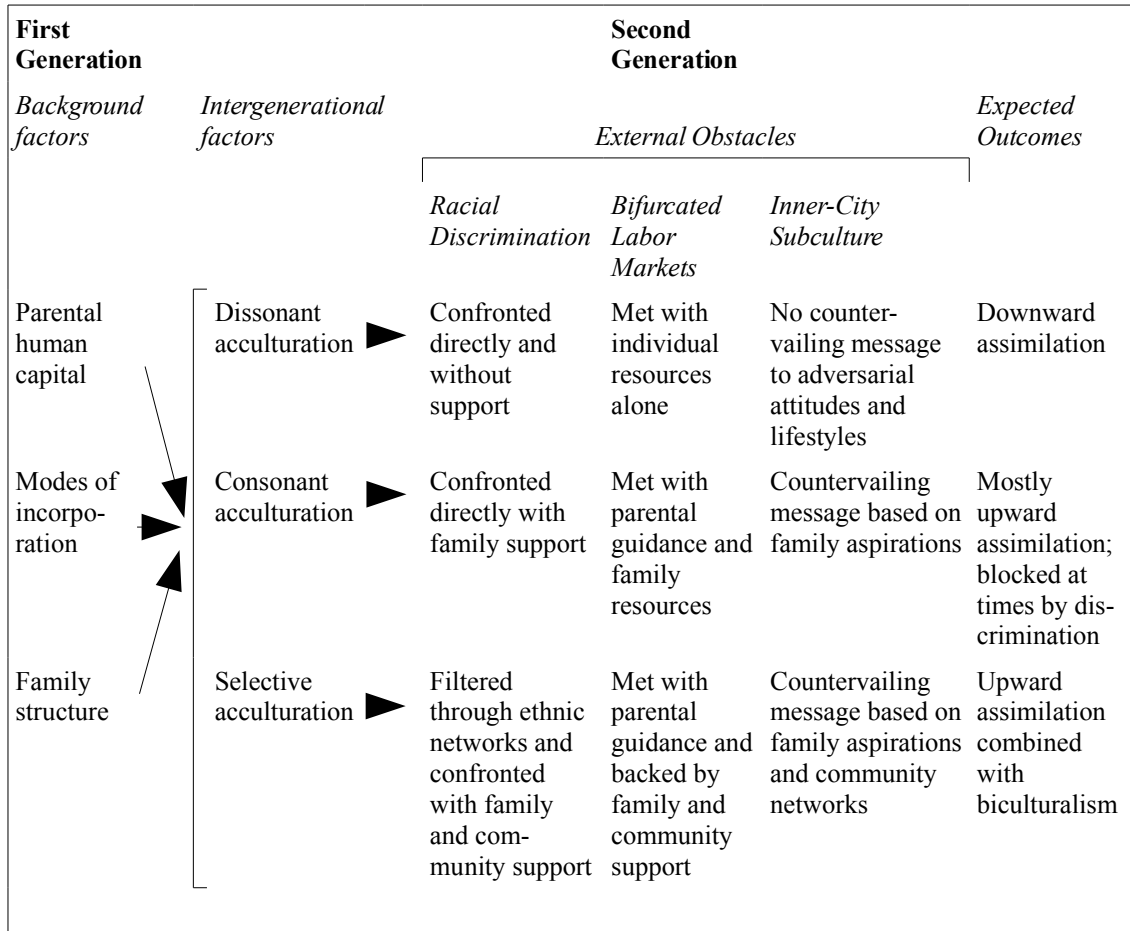 First
Generation
Second
Generation
Background
factors
Intergenerational
factors
External Obstacles
Expected
Outcomes
Racial
Discrimination
Bifurcated
Labor
Markets
Inner-City
Subculture
Parental
human
capital
Dissonant
acculturation
Confronted
directly and
without
support
Met with
individual
resources
alone
No counter-
vailing message
to adversarial
attitudes and
lifestyles
Downward
assimilation
Modes of
incorpo-
ration
Consonant
acculturation
Confronted
directly with
family support
Met with
parental
guidance and
family
resources
Countervailing
message based on
family aspirations
Mostly
upward
assimilation;
blocked at
times by dis-
crimination
Family
structure
Selective
acculturation
Filtered
through ethnic
networks and
confronted
with family
and com-
munity support
Met with
parental
guidance and
backed by
family and
community
support
Countervailing
message based on
family aspirations
and community
networks
Upward
assimilation
combined
with
biculturalism